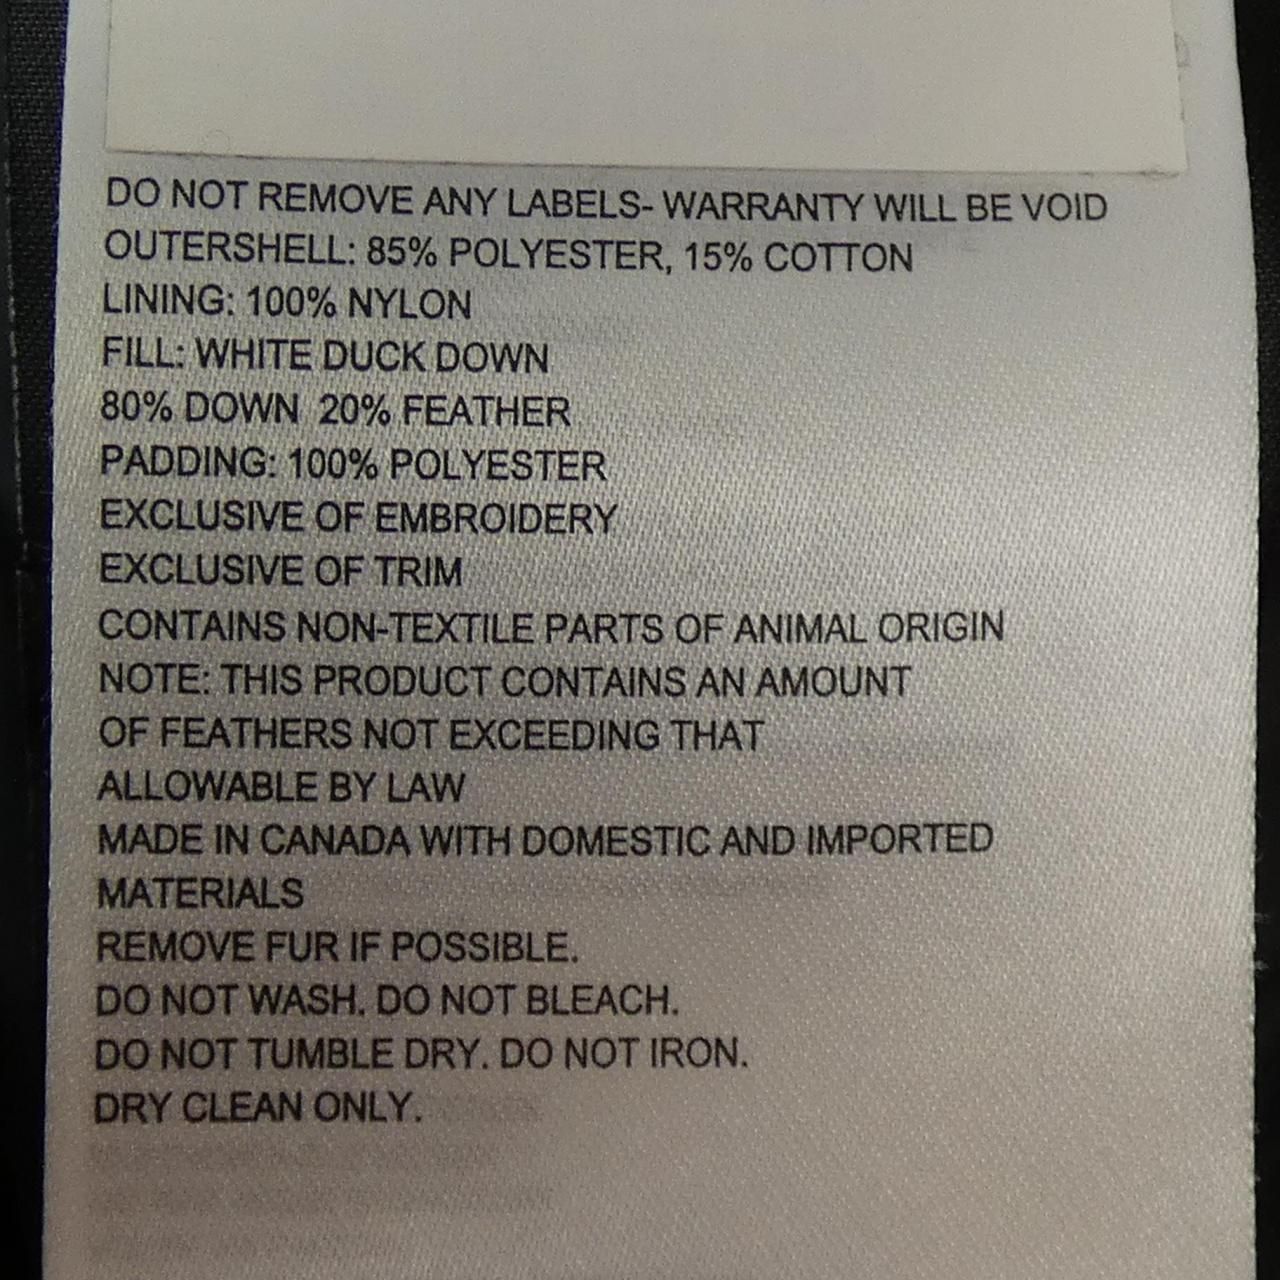 DO NOT REMOVE ANY LABELS- WARRANTY WILL BE VOID
OUTERSHELL: 85% POLYESTER, 15% COTTON
LINING: 100% NYLON
FILL: WHITE DUCK DOWN
80% DOWN 20% FEATHER
PADDING: 100% POLYESTER
EXCLUSIVE OF EMBROIDERY
EXCLUSIVE OF TRIM
CONTAINS NON-TEXTILE PARTS OF ANIMAL ORIGIN
NOTE: THIS PRODUCT CONTAINS AN AMOUNT
OF FEATHERS NOT EXCEEDING THAT
ALLOWABLE BY LAW
MADE IN CANADA WITH DOMESTIC AND IMPORTED
MATERIALS
REMOVE FUR IF POSSIBLE.
DO NOT WASH. DO NOT BLEACH.
DO NOT TUMBLE DRY. DO NOT IRON.
DRY CLEAN ONLY.